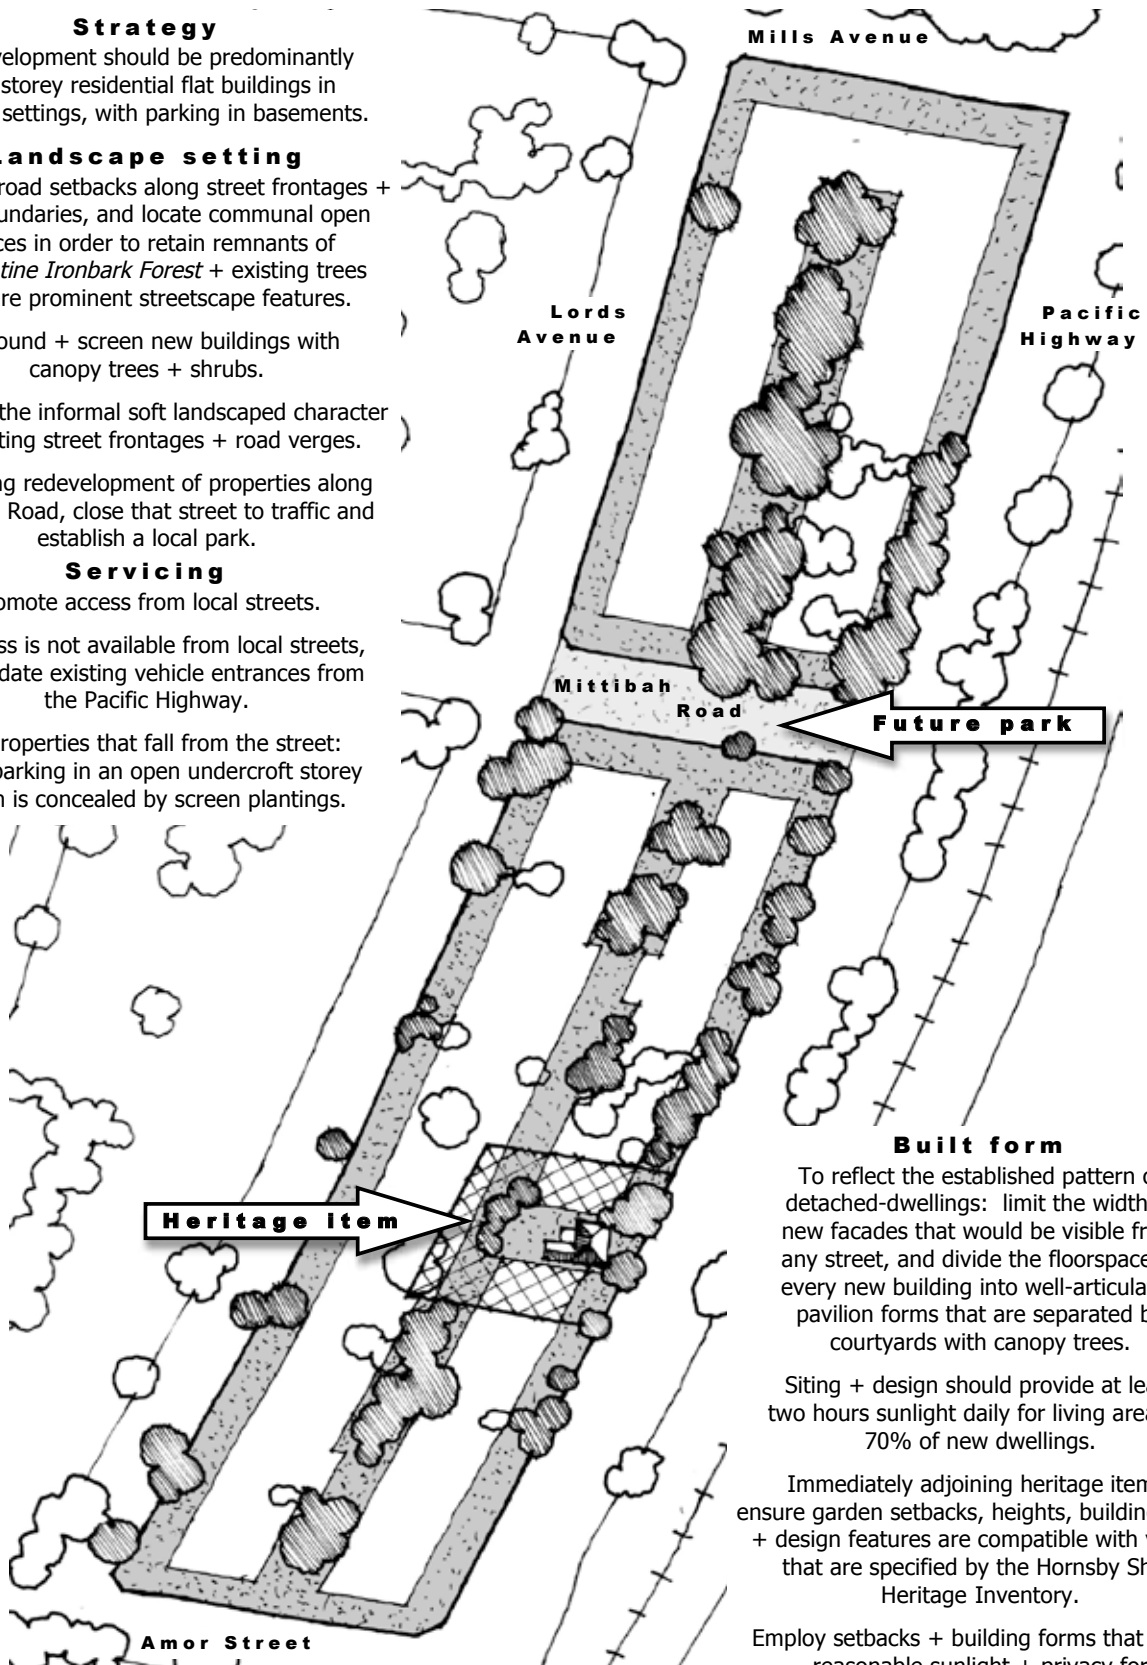 Strategy
velopment should be predominantly
storey residential flat buildings in
settings, with parking in basements.
Landscape setting
road setbacks along street frontages +
undaries, and locate communal open
ces in order to retain remnants of
tine Ironbark Forest + existing trees
re prominent streetscape features.
ound + screen new buildings with
canopy trees + shrubs.
the informal soft landscaped character
ting street frontages + road verges.
ng redevelopment of properties along
Road, close that street to traffic and
establish a local park.
Servicing
omote access from local streets.
ss is not available from local streets,
date existing vehicle entrances from
the Pacific Highway.
roperties that fall from the street:
parking in an open undercroft storey
is concealed by screen plantings.
Mills Avenue
Lords
Avenue
Pacific
Highway
Mittibah
Road
Future park
Heritage item
Amor Street
Built form
To reflect the established pattern o
detached-dwellings: limit the width
new facades that would be visible fr
any street, and divide the floorspace
every new building into well-articula
pavilion forms that are separated b
courtyards with canopy trees.
Siting + design should provide at lea
two hours sunlight daily for living area
70% of new dwellings.
Immediately adjoining heritage item
ensure garden setbacks, heights, building
+ design features are compatible with v
that are specified by the Hornsby Sh
Heritage Inventory.
Employ setbacks + building forms that
reasonable sunlight + privacy for